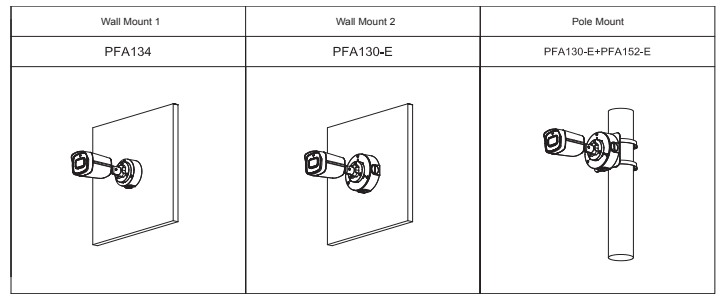 Wall Mount 1
Wall Mount 2
Pole Mount
PFA134
PFA130-E
PFA130-E+PFA152-E